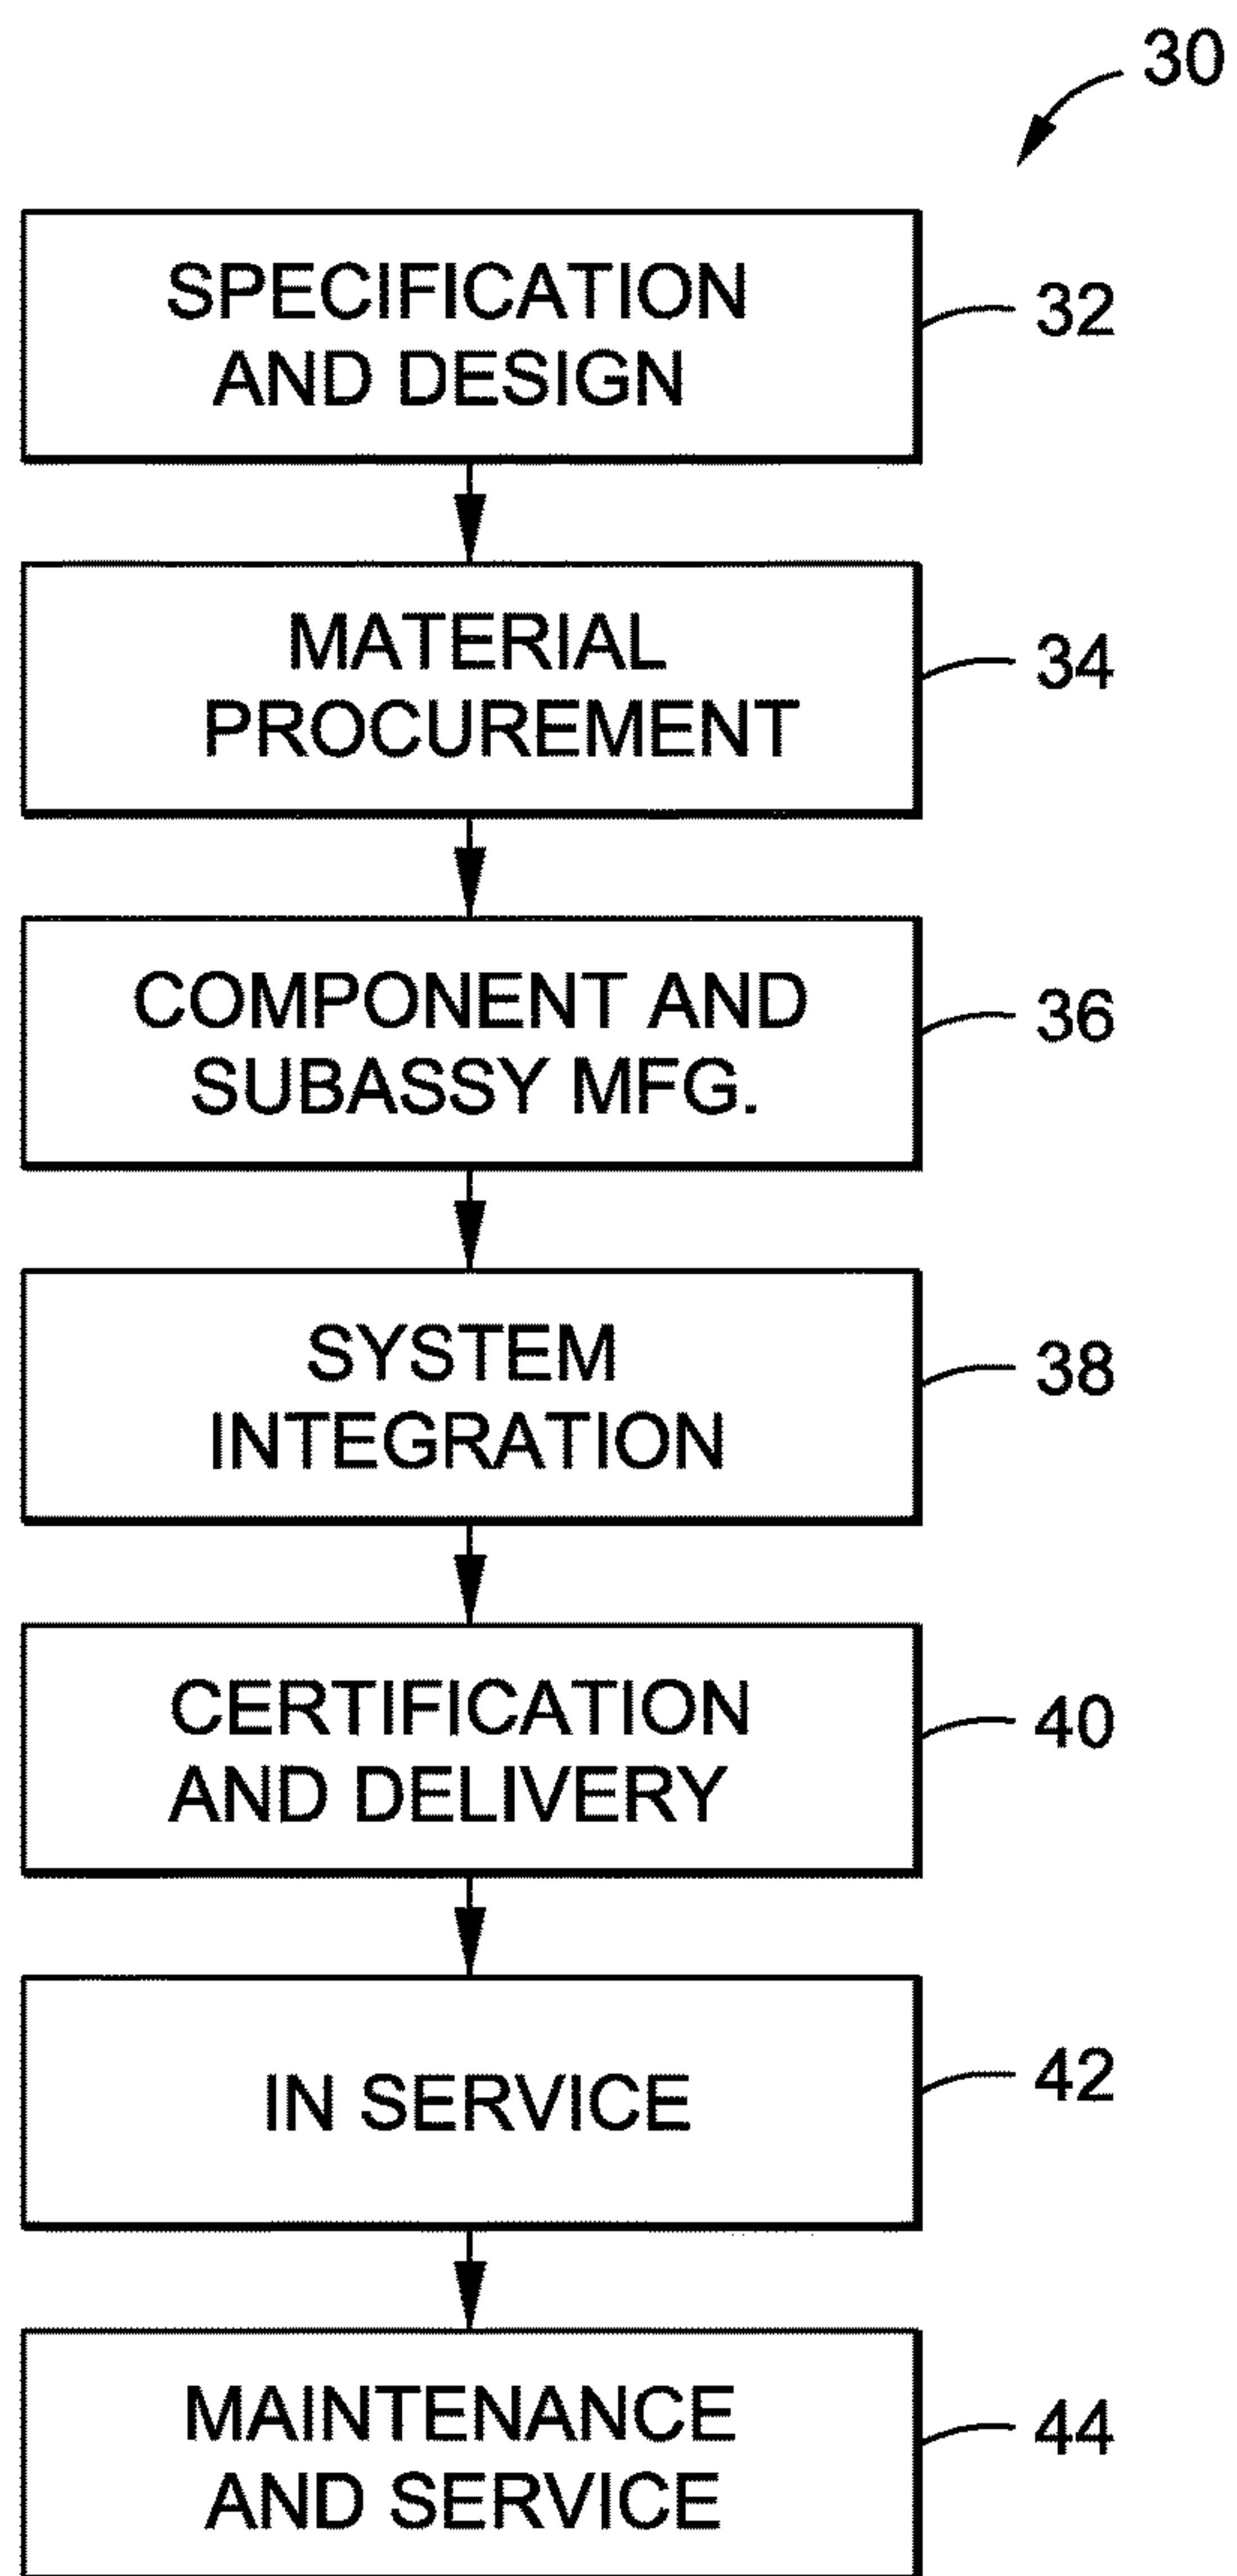 30
SPECIFICATION
AND DESIGN
32
MATERIAL
PROCUREMENT
34
COMPONENT AND
SUBASSY MFG.
36
SYSTEM
INTEGRATION
38
CERTIFICATION
AND DELIVERY
40
IN SERVICE
42
MAINTENANCE
AND SERVICE
44